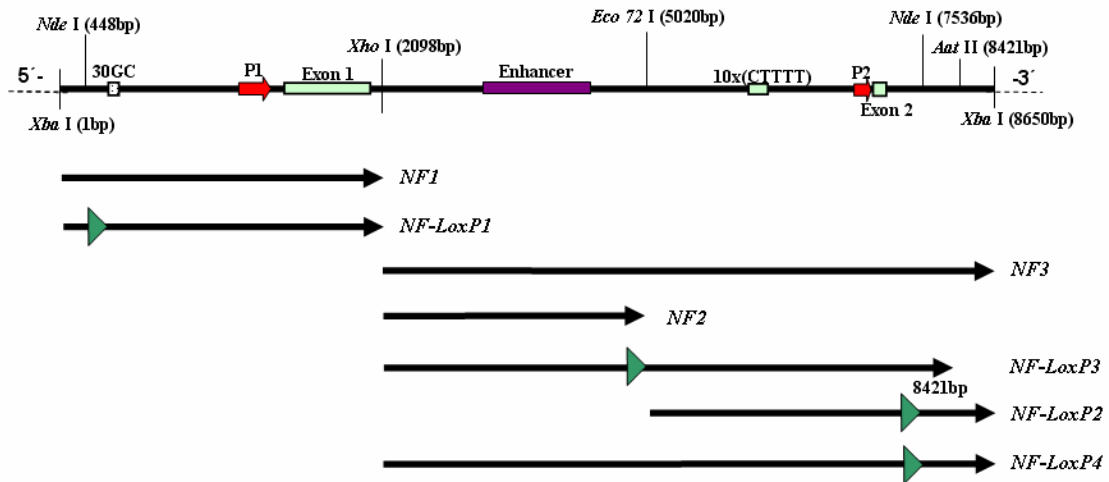 Nde I (448bp)
Eco 72 I (5020bp)
Nde I (7536bp)
Xho I (2098bp)
Aat II (8421bp)
5´-
30GC
P1
Exon 1
Enhancer
10x(CTTTT)
P2
-3´
Exon 2
Xba I (1bp)
Xba I (8650bp)
NF1
NF-LoxP1
NF3
NF2
NF-LoxP3
8421bp
NF-LoxP2
NF-LoxP4